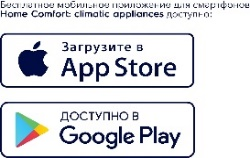 Бесплатное мобильное приложение для смартфонов
Home Comfort: climatic appliances доступно:
Загрузите в
App Store
ДОСТУПНО В
Google Play